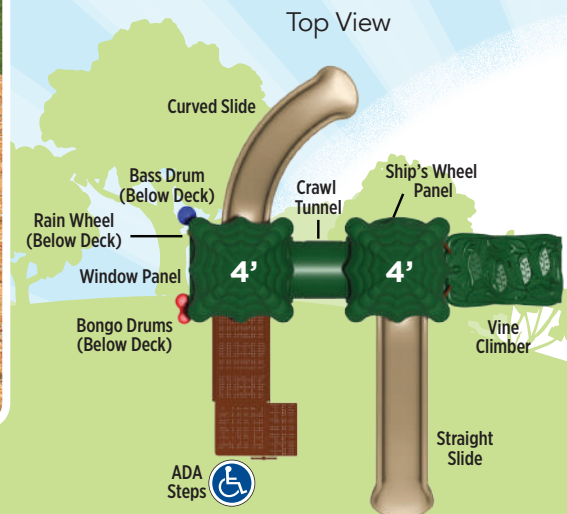 Top View
Curved Slide
Bass Drum
(Below Deck)
Crawl
Tunnel
Ship's Wheel
Panel
Rain Wheel
(Below Deck)
Window Panel
4'
4'
Bongo Drums
(Below Deck)
Vine
Climber
Straight
Slide
ADA
Steps